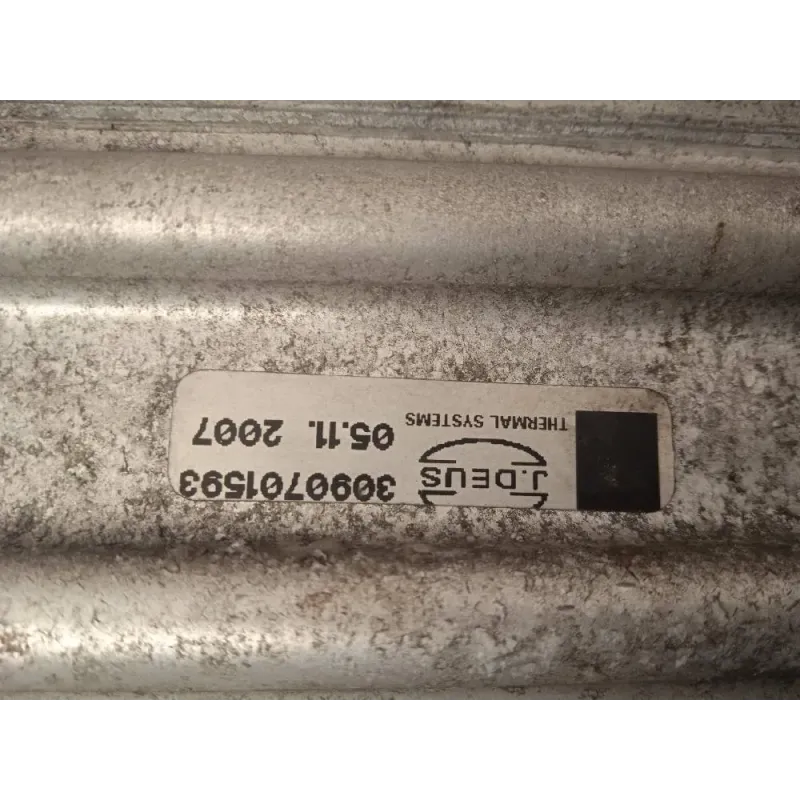 J.DEUS
THERMAL SYSTEMS
3090701593
05.11. 2007